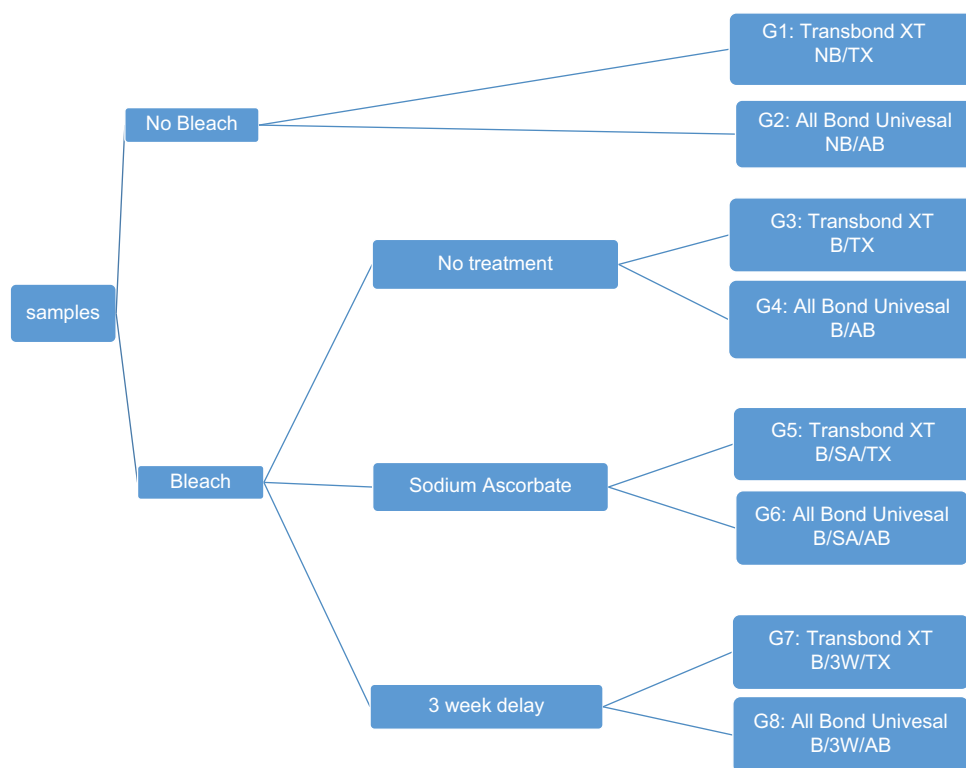 samples
No Bleach
Bleach
No treatment
Sodium Ascorbate
3 week delay
G1: Transbond XT
NB/TX
G2: All Bond Univesal
NB/AB
G3: Transbond XT
B/TX
G4: All Bond Univesal
B/AB
G5: Transbond XT
B/SA/TX
G6: All Bond Univesal
B/SA/AB
G7: Transbond XT
B/3W/TX
G8: All Bond Univesal
B/3W/AB